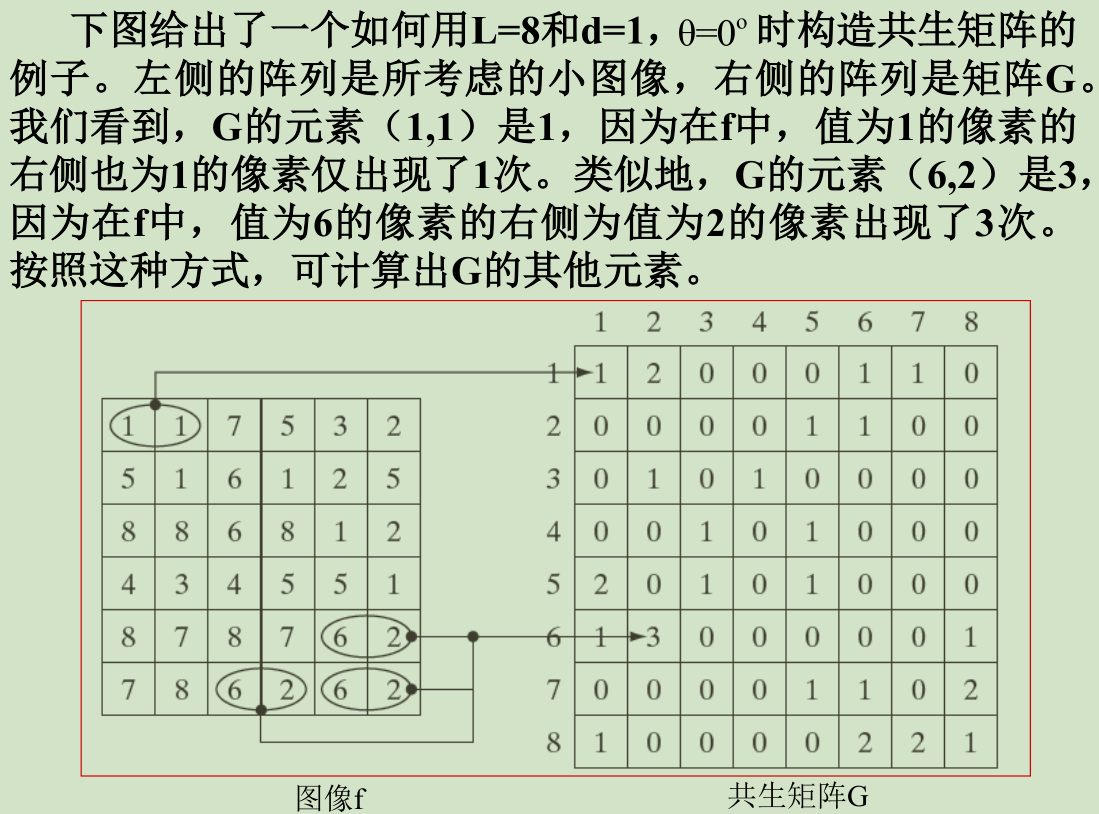 下图给出了一个如何用L=8和d=1，θ=0º 时构造共生矩阵的
例子。左侧的阵列是所考虑的小图像，右侧的阵列是矩阵G。
我们看到，G的元素（1,1）是1，因为在f中，值为1的像素的
右侧也为1的像素仅出现了1次。类似地，G的元素（6,2）是3，
因为在f中，值为6的像素的右侧为值为2的像素出现了3次。
按照这种方式，可计算出G的其他元素。
1 1 7 5 3 2
5 1 6 1 2 5
8 8 6 8 1 2
4 3 4 5 5 1
8 7 8 7 6 2
7 8 6 2 6 2
图像f
1 2 3 4 5 6 7 8
1 1 2 0 0 0 1 1 0
2 0 0 0 0 1 1 0 0
3 0 1 0 1 0 0 0 0
4 0 0 1 0 1 0 0 0
5 2 0 1 0 1 0 0 0
6 1 3 0 0 0 0 0 1
7 0 0 0 0 1 1 0 2
8 1 0 0 0 0 2 2 1
共生矩阵G